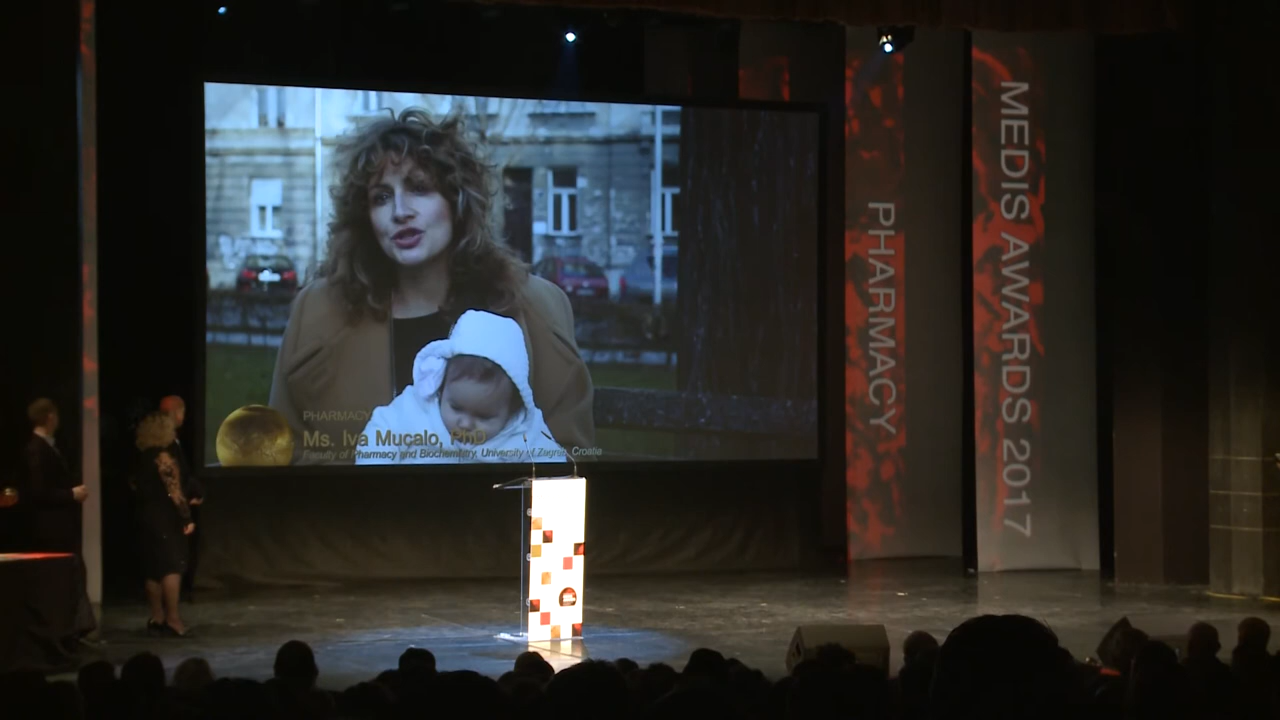 PHARMACY
Ms. Iva Mucalo, PhD
Faculty of Pharmacy and Biochemistry, University of Zagreb, Croatia
PHARMACY
MEDIS AWARDS 2017